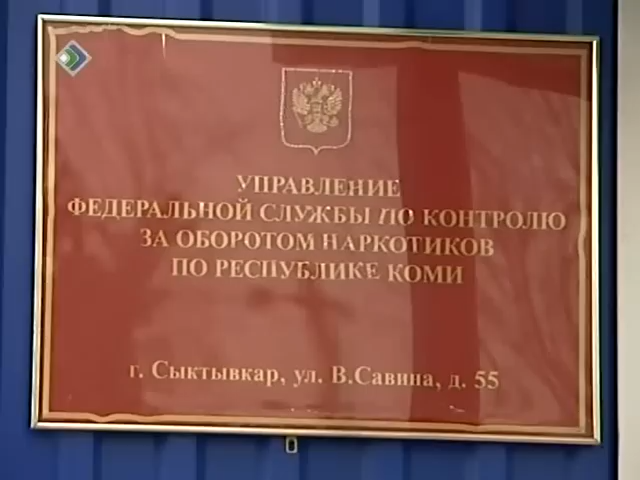 УПРАВЛЕНИЕ
ФЕДЕРАЛЬНОЙ СЛУЖБЫ ПО КОНТРОЛЮ
ЗА ОБОРОТОМ НАРКОТИКОВ
ПО РЕСПУБЛИКЕ КОМИ
г. Сыктывкар, ул. В.Савина, д. 55